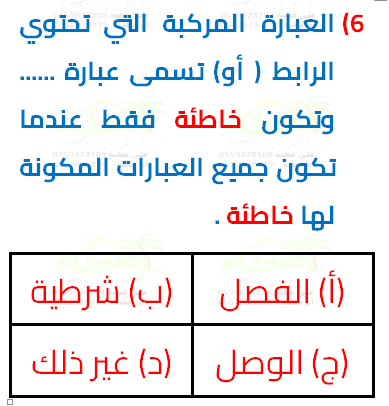 6) العبارة المركبة التي تحتوي
الرابط ( أو) تسمى عبارة ......
وتكون خاطئة فقط عندما
تكون جميع العبارات المكونة
لها خاطئة .
(أ) الفصل (ب) شرطية
(ج) الوصل (د) غير ذلك